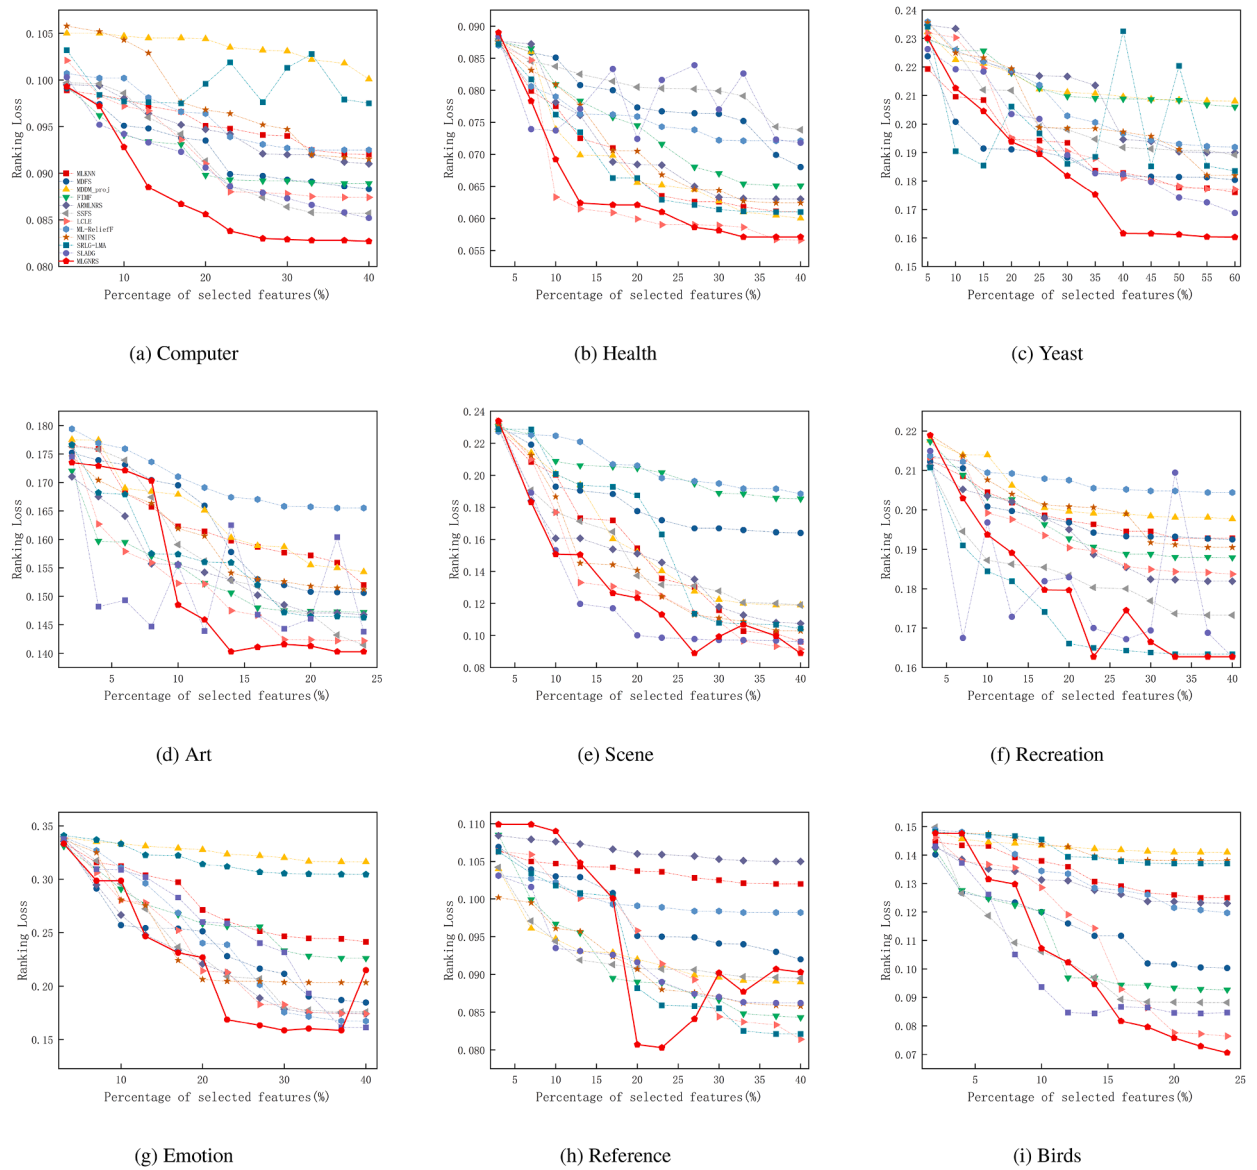 Ranking Loss
0.105
0.100
0.095
0.090
0.085
0.080
MLKNN
MDFS
MDDM_proj
FIMF
ARMLNRS
SSFS
LCLE
ML-ReliefF
NMIFS
SRLG-LMA
SLADG
MLGNRS
10 20 30 40
Percentage of selected features(%)
(a) Computer
Ranking Loss
0.090
0.085
0.080
0.075
0.070
0.065
0.060
0.055
5 10 15 20 25 30 35 40
Percentage of selected features(%)
(b) Health
Ranking Loss
0.24
0.23
0.22
0.21
0.20
0.19
0.18
0.17
0.16
0.15
5 10 15 20 25 30 35 40 45 50 55 60
Percentage of selected features(%)
(c) Yeast
Ranking Loss
0.180
0.175
0.170
0.165
0.160
0.155
0.150
0.145
0.140
5 10 15 20 25
Percentage of selected features(%)
(d) Art
Ranking Loss
0.24
0.22
0.20
0.18
0.16
0.14
0.12
0.10
0.08
5 10 15 20 25 30 35 40
Percentage of selected features(%)
(e) Scene
Ranking Loss
0.22
0.21
0.20
0.19
0.18
0.17
0.16
5 10 15 20 25 30 35 40
Percentage of selected features(%)
(f) Recreation
Ranking Loss
0.35
0.30
0.25
0.20
0.15
10 20 30 40
Percentage of selected features(%)
(g) Emotion
Ranking Loss
0.110
0.105
0.100
0.095
0.090
0.085
0.080
5 10 15 20 25 30 35 40
Percentage of selected features(%)
(h) Reference
Ranking Loss
0.15
0.14
0.13
0.12
0.11
0.10
0.09
0.08
0.07
5 10 15 20 25
Percentage of selected features(%)
(i) Birds